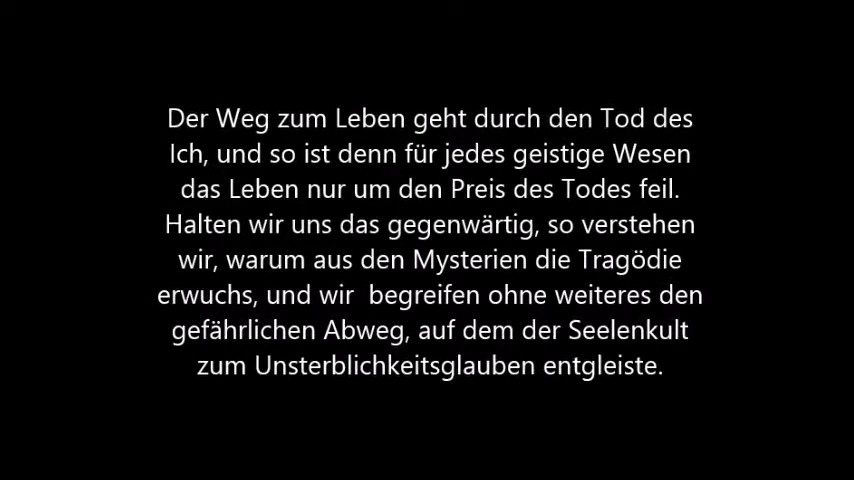 Der Weg zum Leben geht durch den Tod des
Ich, und so ist denn für jedes geistige Wesen
das Leben nur um den Preis des Todes feil.
Halten wir uns das gegenwärtig, so verstehen
wir, warum aus den Mysterien die Tragödie
erwuchs, und wir  begreifen ohne weiteres den
gefährlichen Abweg, auf dem der Seelenkult
zum Unsterblichkeitsglauben entgleiste.